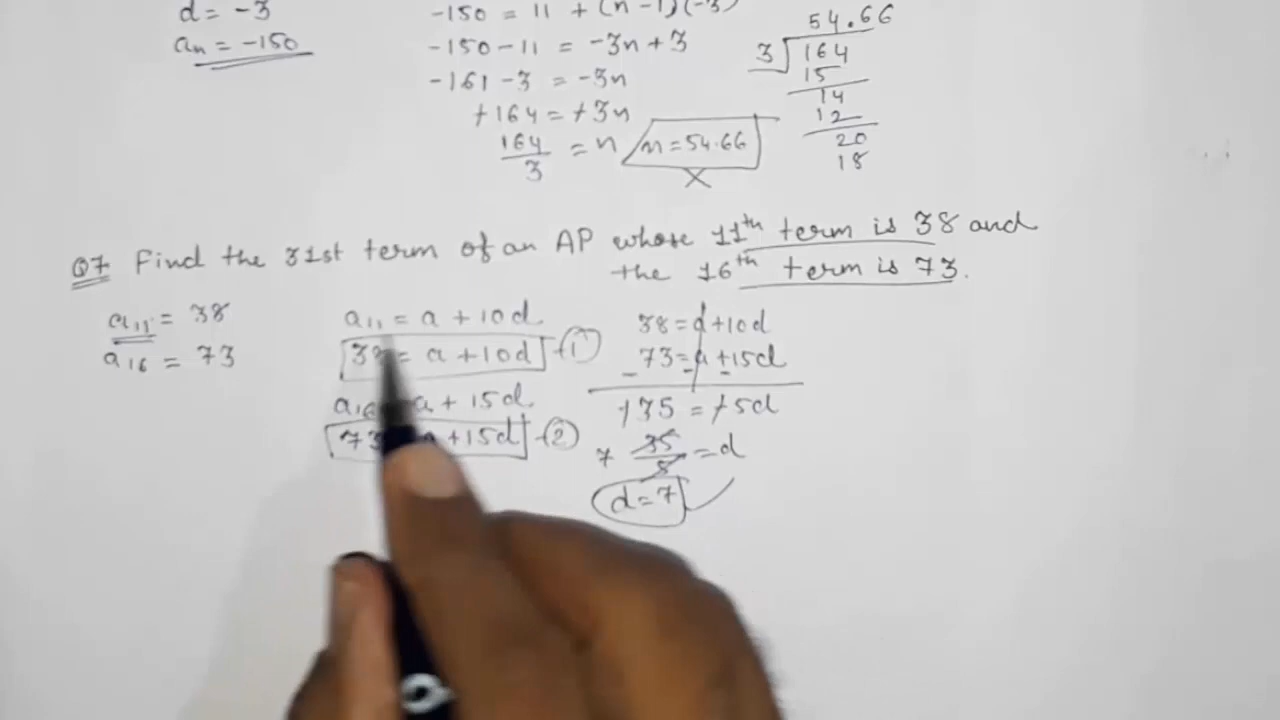 d = -3
aₙ = -150
-150 = 11 + (n-1)(-3)
-150-11 = -3n+3
-161-3 = -3n
+164 = +3n
164/3 = n
n = 54.66
X
54.66
3 164
15
14
12
20
18
Q7 Find the 31st term of an AP whose 11th term is 38 and
the 16th term is 73.
a₁₁ = 38
a₁₆ = 73
a₁₁ = a + 10d
38 = a + 10d -①
a + 15d
73 +15d -②
38 = a+10d
73 = a +15d
- - -
+35 = +5d
7 35/5 = d
d = 7